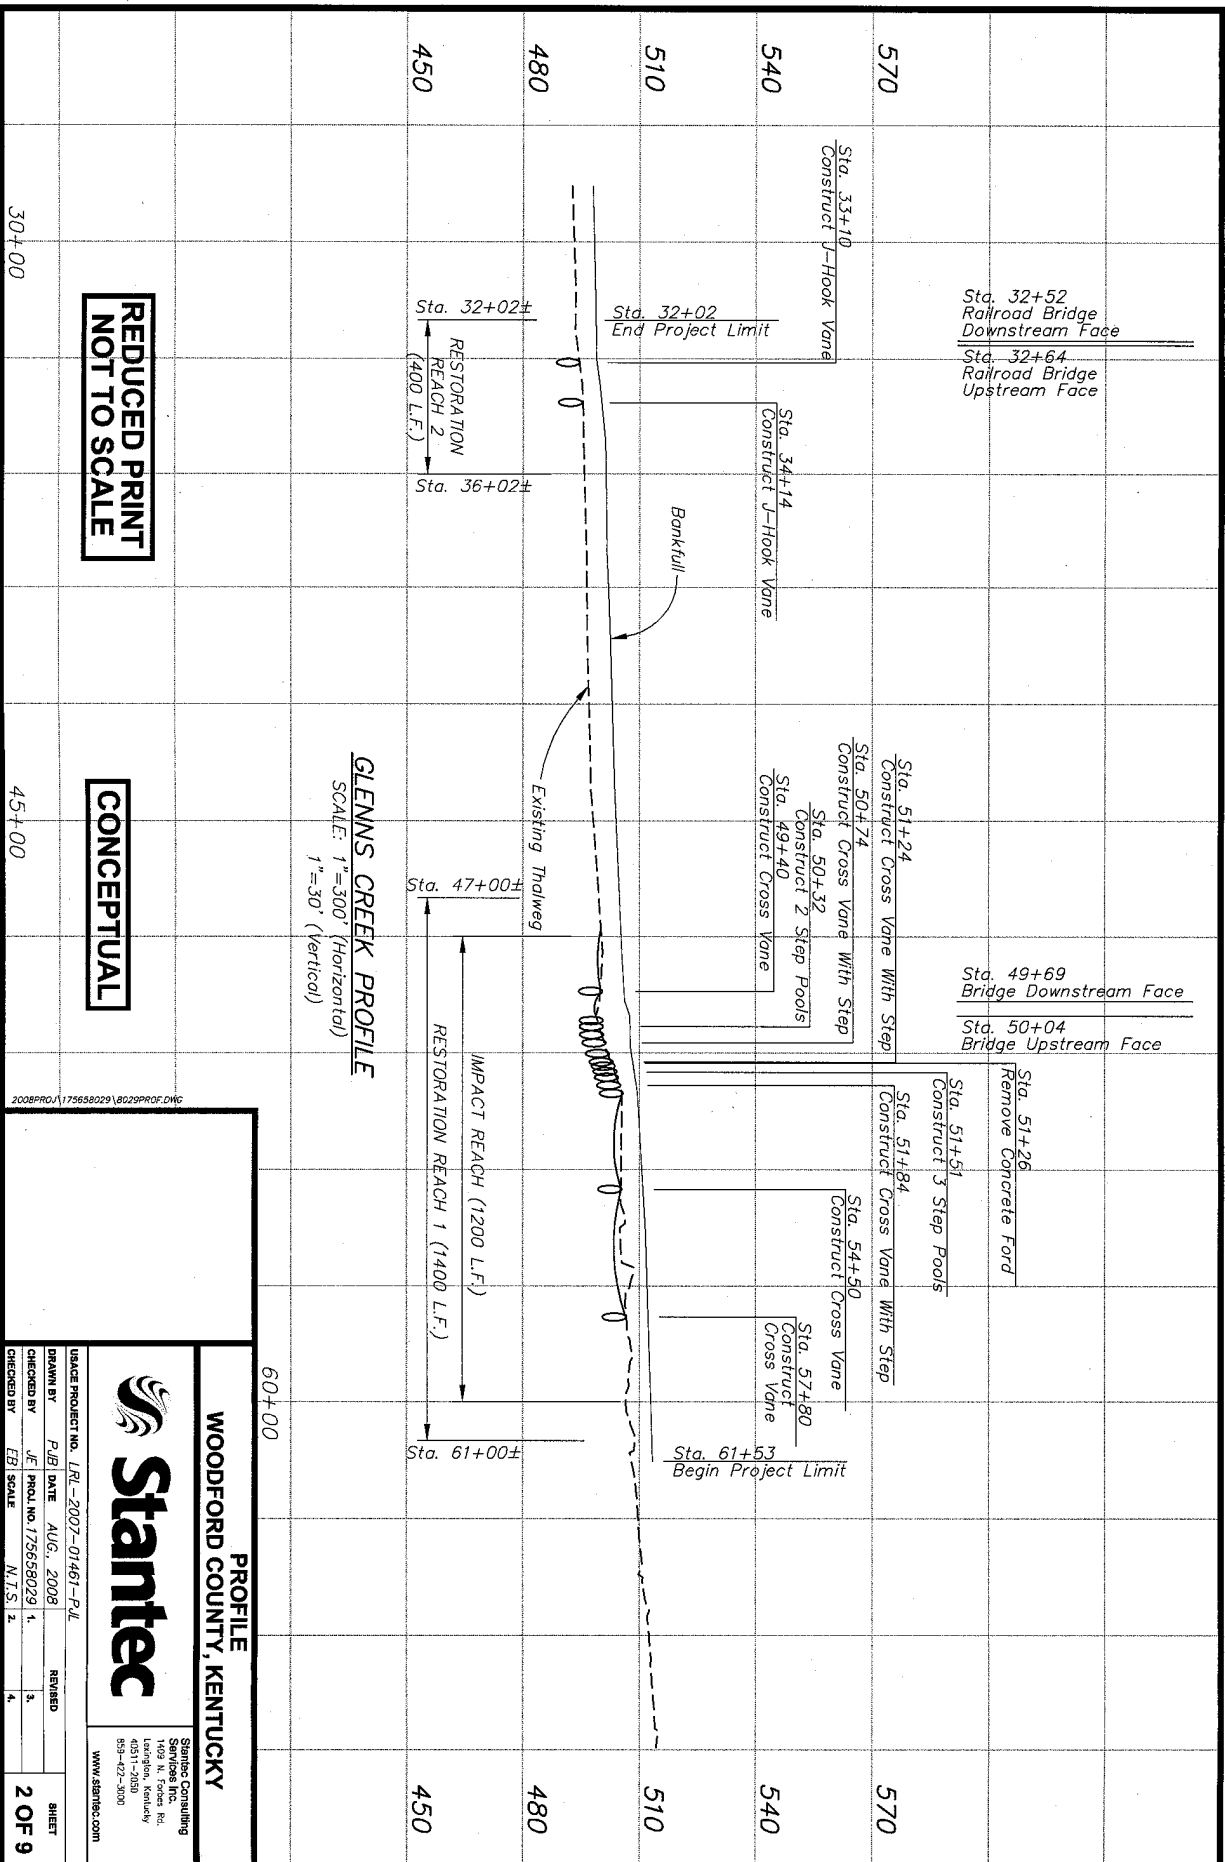 570
540
510
480
450
Sta. 33+10
Construct J-Hook Vane
Sta. 32+52
Railroad Bridge
Downstream Face
Sta. 32+64
Railroad Bridge
Upstream Face
Sta. 32+02
End Project Limit
Sta. 32+02±
RESTORATION
REACH 2
(400 L.F.)
Sta. 36+02±
Sta. 34+14
Construct J-Hook Vane
Bankfull
Existing Thalweg
Sta. 51+24
Construct Cross Vane With Step
Sta. 50+74
Construct Cross Vane With Step
Sta. 50+32
Construct 2 Step Pools
Sta. 49+40
Construct Cross Vane
Sta. 49+69
Bridge Downstream Face
Sta. 50+04
Bridge Upstream Face
Sta. 51+26
Remove Concrete Ford
Sta. 51+51
Construct 3 Step Pools
Sta. 51+84
Construct Cross Vane With Step
Sta. 54+50
Construct Cross Vane
Sta. 57+80
Construct
Cross Vane
Sta. 61+53
Begin Project Limit
Sta. 47+00±
IMPACT REACH (1200 L.F.)
RESTORATION REACH 1 (1400 L.F.)
Sta. 61+00±
GLENNS CREEK PROFILE
SCALE: 1"=300' (Horizontal)
1"=30' (Vertical)
570
540
510
480
450
30+00
45+00
60+00
REDUCED PRINT
NOT TO SCALE
CONCEPTUAL
2008PROJ\175658029\8029PROF.DWG
PROFILE
WOODFORD COUNTY, KENTUCKY
Stantec
Stantec Consulting
Services Inc.
1409 N. Forbes Rd.
Lexington, Kentucky
40511-2050
859-422-3000
www.stantec.com
USACE PROJECT NO. LRL-2007-01461-PJL
DRAWN BY PJB DATE AUG., 2008 REVISED
CHECKED BY JE PROJ. NO. 175658029 1. 3.
CHECKED BY EB SCALE N.T.S. 2. 4.
SHEET
2 OF 9